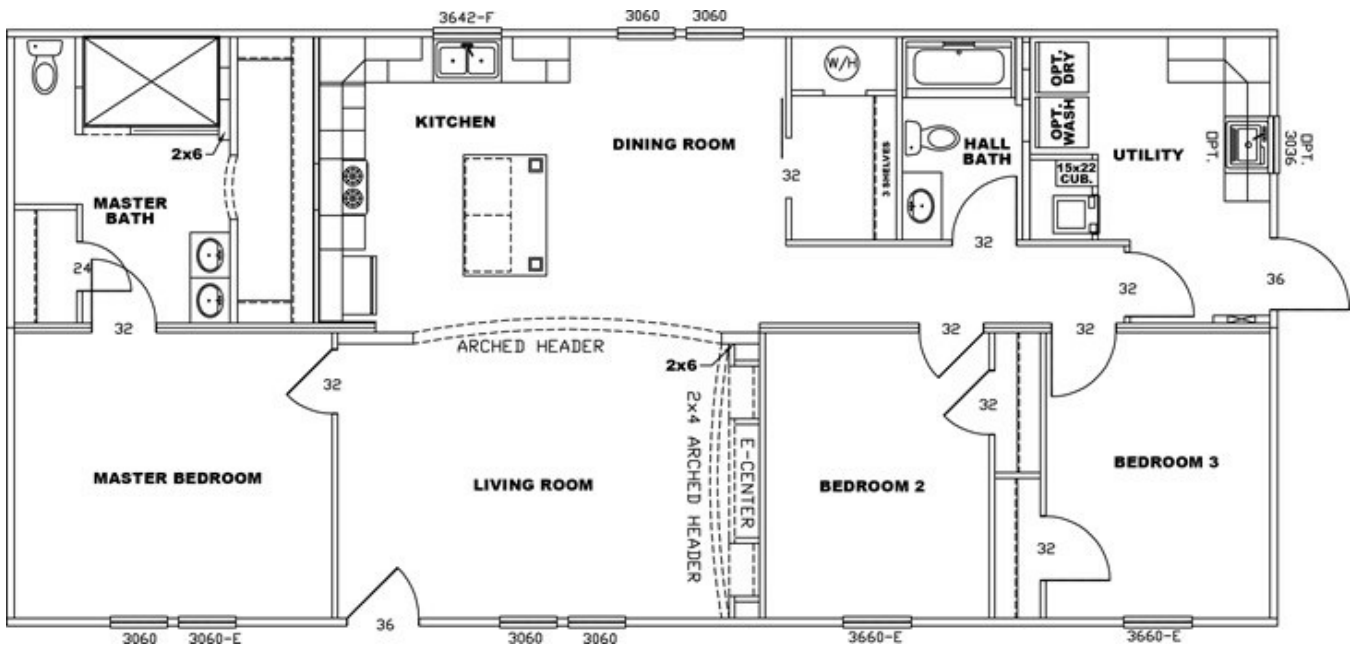 3642-F
3060
3060
W/H
OPT.
DRY
OPT.
WASH
KITCHEN
DINING ROOM
HALL
BATH
UTILITY
OPT.
3036
OPT.
2x6
32
3 SHELVES
15x22
CUB.
MASTER
BATH
24
32
32
32
36
32
32
ARCHED HEADER
2x6
32
32
2x4 ARCHED HEADER
E-CENTER
MASTER BEDROOM
LIVING ROOM
BEDROOM 2
BEDROOM 3
32
36
3060
3060-E
3060
3060
3660-E
3660-E